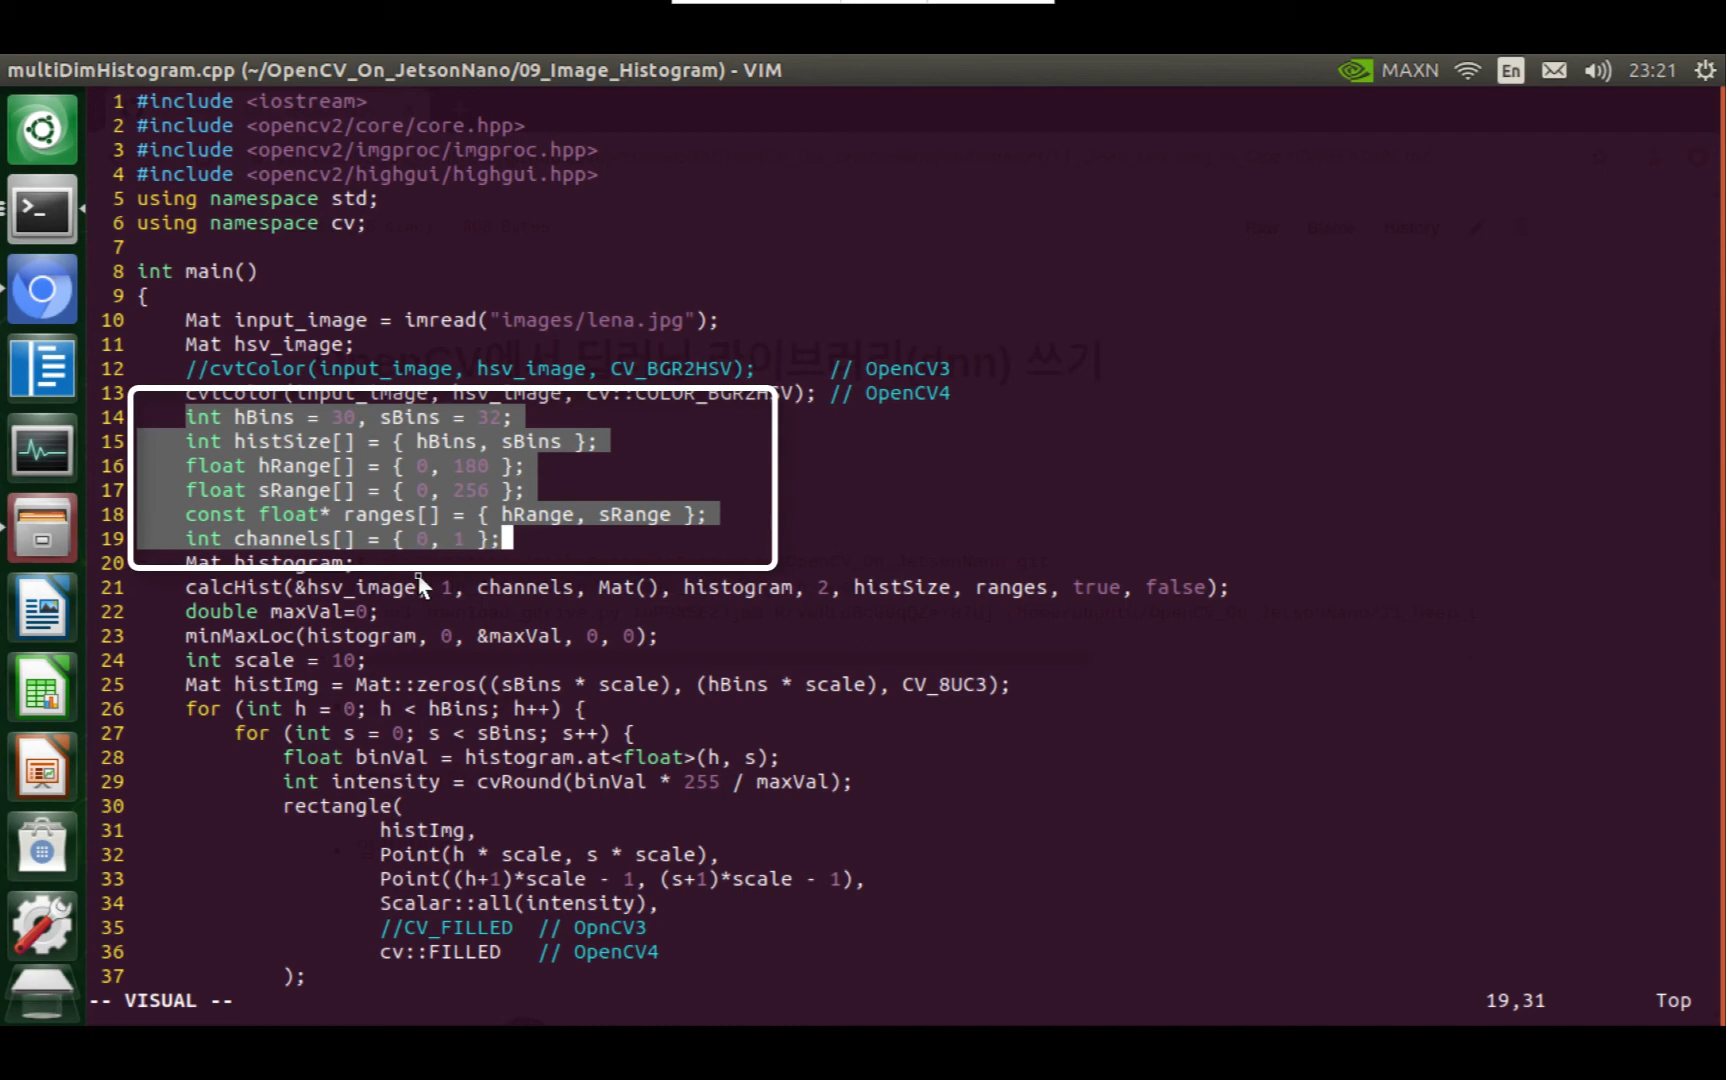 multiDimHistogram.cpp (~/OpenCV_On_JetsonNano/09_Image_Histogram) - VIM
MAXN En 23:21
1 #include <iostream>
2 #include <opencv2/core/core.hpp>
3 #include <opencv2/imgproc/imgproc.hpp>
4 #include <opencv2/highgui/highgui.hpp>
5 using namespace std;
6 using namespace cv;
7
8 int main()
9 {
10 Mat input_image = imread("images/lena.jpg");
11 Mat hsv_image;
12 //cvtColor(input_image, hsv_image, CV_BGR2HSV); // OpenCV3
13 cvtColor(input_image, hsv_image, cv::COLOR_BGR2HSV); // OpenCV4
14 int hBins = 30, sBins = 32;
15 int histSize[] = { hBins, sBins };
16 float hRange[] = { 0, 180 };
17 float sRange[] = { 0, 256 };
18 const float* ranges[] = { hRange, sRange };
19 int channels[] = { 0, 1 };
20 Mat histogram;
21 calcHist(&hsv_image, 1, channels, Mat(), histogram, 2, histSize, ranges, true, false);
22 double maxVal=0;
23 minMaxLoc(histogram, 0, &maxVal, 0, 0);
24 int scale = 10;
25 Mat histImg = Mat::zeros((sBins * scale), (hBins * scale), CV_8UC3);
26 for (int h = 0; h < hBins; h++) {
27 for (int s = 0; s < sBins; s++) {
28 float binVal = histogram.at<float>(h, s);
29 int intensity = cvRound(binVal * 255 / maxVal);
30 rectangle(
31 histImg,
32 Point(h * scale, s * scale),
33 Point((h+1)*scale - 1, (s+1)*scale - 1),
34 Scalar::all(intensity),
35 //CV_FILLED // OpnCV3
36 cv::FILLED // OpenCV4
37 );
-- VISUAL -- 19,31 Top